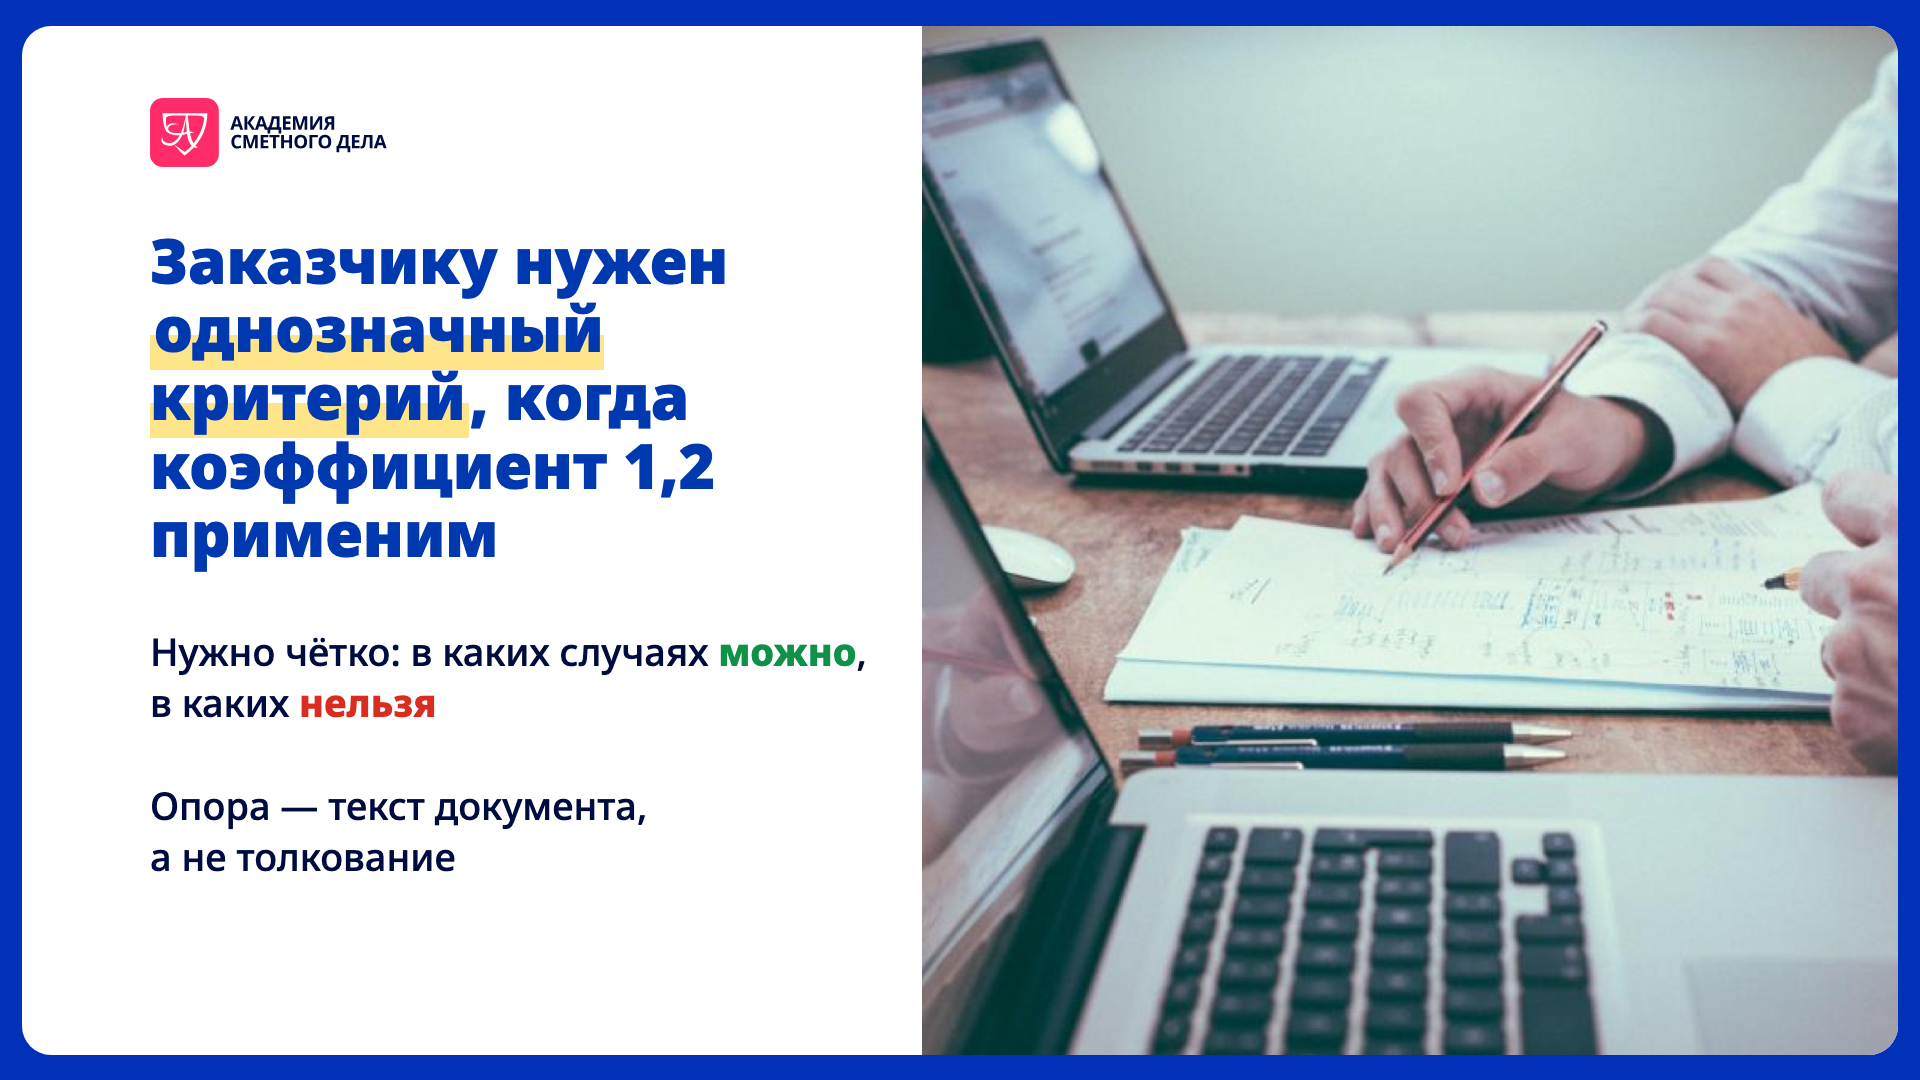 АКАДЕМИЯ
СМЕТНОГО ДЕЛА
Заказчику нужен
однозначный
критерий, когда
коэффициент 1,2
применим
Нужно чётко: в каких случаях можно,
в каких нельзя
Опора — текст документа,
а не толкование